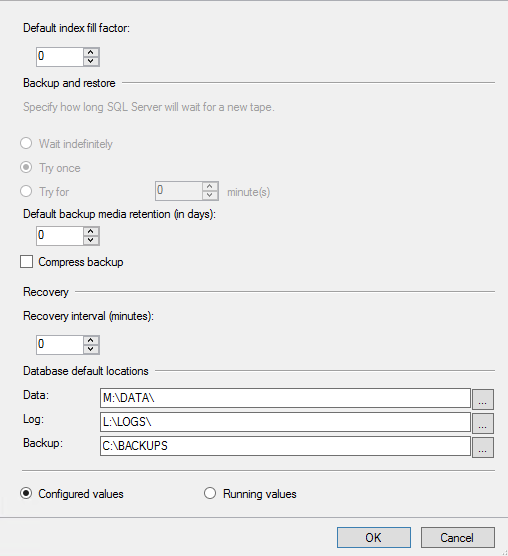 Default index fill factor:
0
Backup and restore
Specify how long SQL Server will wait for a new tape.
Wait indefinitely
Try once
Try for 0 minute(s)
Default backup media retention (in days):
0
Compress backup
Recovery
Recovery interval (minutes):
0
Database default locations
Data: M:\DATA\ ...
Log: L:\LOGS\ ...
Backup: C:\BACKUPS ...
Configured values Running values
OK Cancel